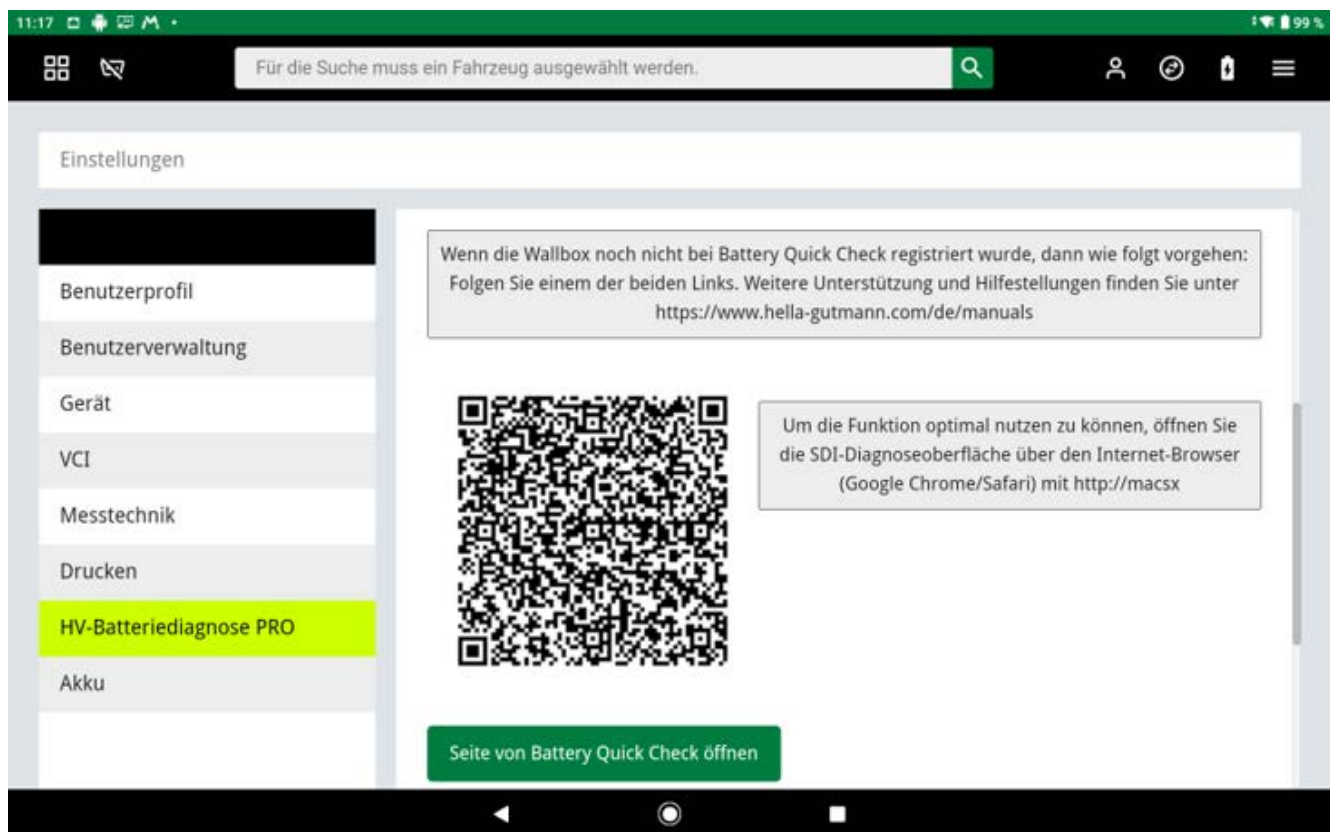 11:17 99 %
Für die Suche muss ein Fahrzeug ausgewählt werden.
Einstellungen
Benutzerprofil
Benutzerverwaltung
Gerät
VCI
Messtechnik
Drucken
HV-Batteriediagnose PRO
Akku
Wenn die Wallbox noch nicht bei Battery Quick Check registriert wurde, dann wie folgt vorgehen:
Folgen Sie einem der beiden Links. Weitere Unterstützung und Hilfestellungen finden Sie unter
https://www.hella-gutmann.com/de/manuals
Um die Funktion optimal nutzen zu können, öffnen Sie
die SDI-Diagnoseoberfläche über den Internet-Browser
(Google Chrome/Safari) mit http://macsx
Seite von Battery Quick Check öffnen